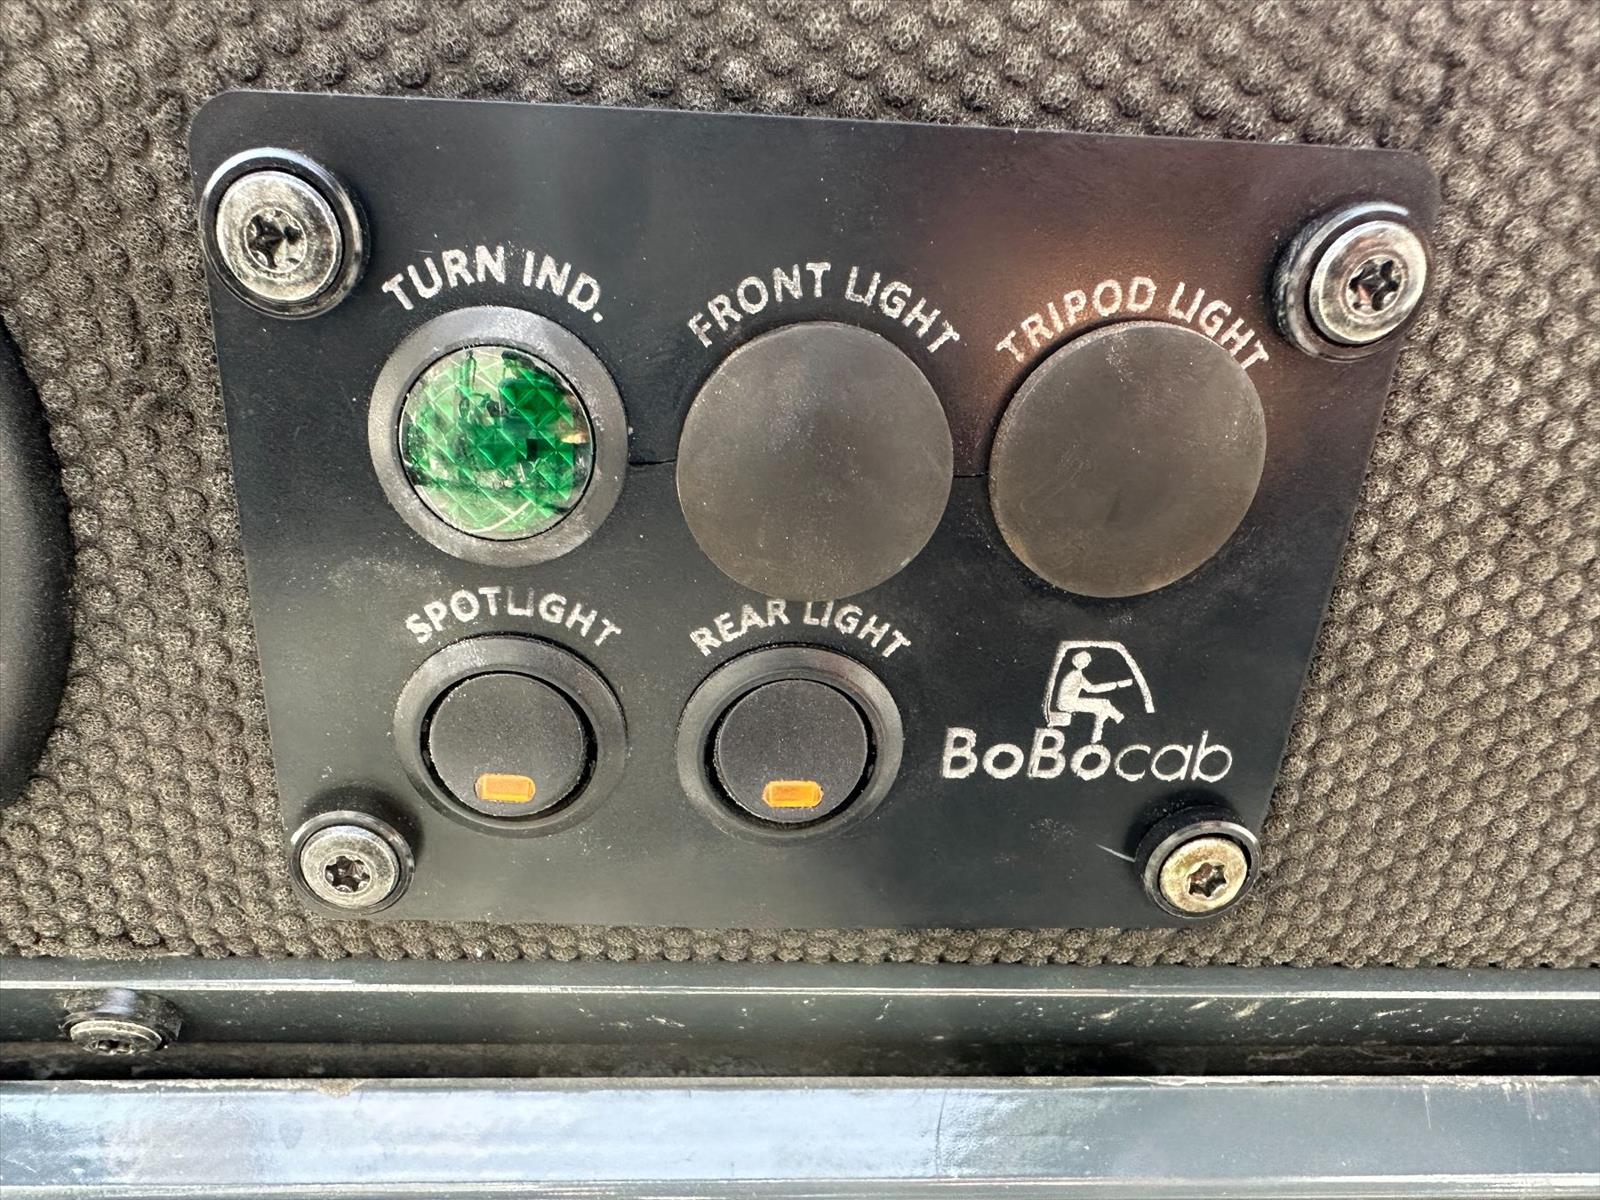 TURN IND.
FRONT LIGHT
TRIPOD LIGHT
SPOTLIGHT
REAR LIGHT
BoBocab